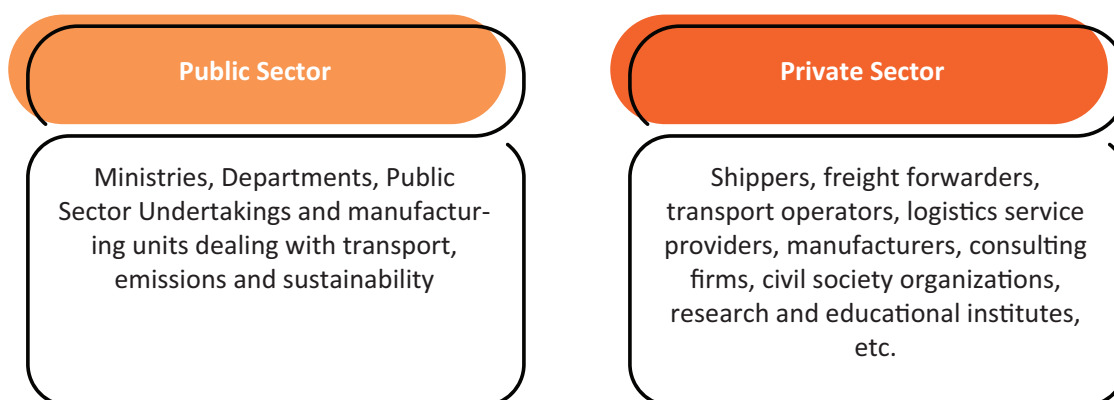 Public Sector
Ministries, Departments, Public
Sector Undertakings and manufactur-
ing units dealing with transport,
emissions and sustainability
Private Sector
Shippers, freight forwarders,
transport operators, logistics service
providers, manufacturers, consulting
firms, civil society organizations,
research and educational institutes,
etc.